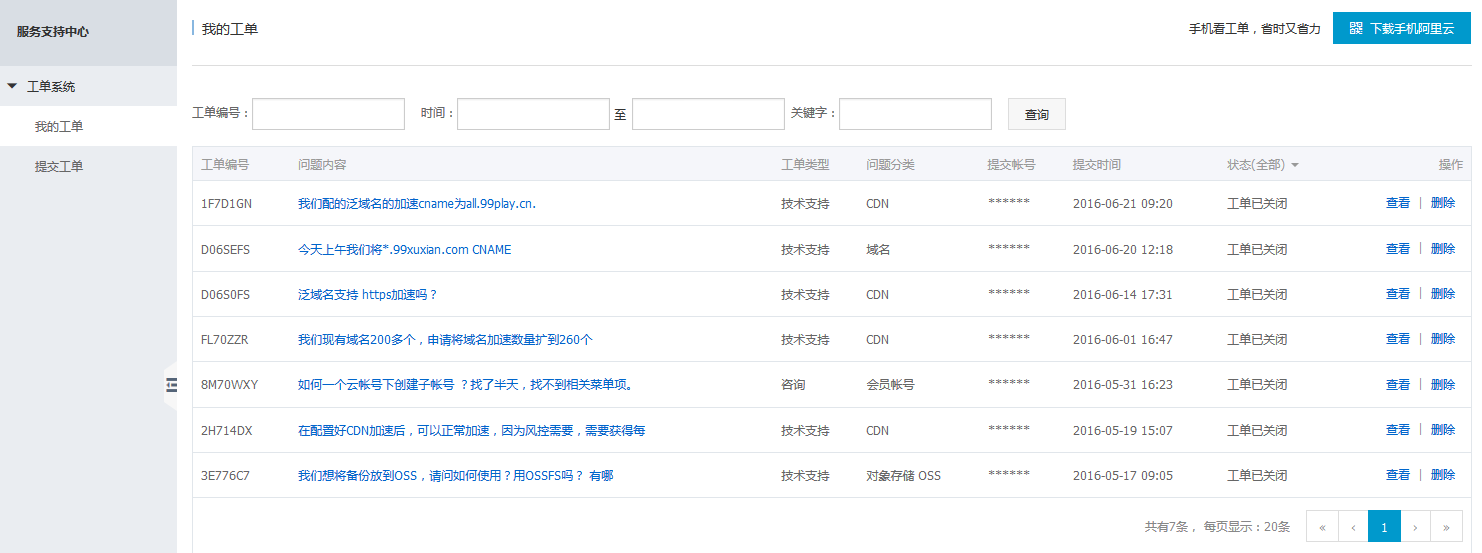 服务支持中心
工单系统
我的工单
提交工单
我的工单
手机看工单，省时又省力 下载手机阿里云
工单编号： 时间： 至 关键字： 查询
工单编号 问题内容 工单类型 问题分类 提交帐号 提交时间 状态(全部) 操作
1F7D1GN 我们配的泛域名的加速cname为all.99play.cn. 技术支持 CDN ****** 2016-06-21 09:20 工单已关闭 查看 | 删除
D06SEFS 今天上午我们将*.99xuxian.com CNAME 技术支持 域名 ****** 2016-06-20 12:18 工单已关闭 查看 | 删除
D06S0FS 泛域名支持 https加速吗？ 技术支持 CDN ****** 2016-06-14 17:31 工单已关闭 查看 | 删除
FL70ZZR 我们现有域名200多个，申请将域名加速数量扩到260个 技术支持 CDN ****** 2016-06-01 16:47 工单已关闭 查看 | 删除
8M70WXY 如何一个云帐号下创建子帐号 ？找了半天，找不到相关菜单项。 咨询 会员帐号 ****** 2016-05-31 16:23 工单已关闭 查看 | 删除
2H714DX 在配置好CDN加速后，可以正常加速，因为风控需要，需要获得每 技术支持 CDN ****** 2016-05-19 15:07 工单已关闭 查看 | 删除
3E776C7 我们想将备份放到OSS，请问如何使用？用OSSFS吗？ 有哪 技术支持 对象存储 OSS ****** 2016-05-17 09:05 工单已关闭 查看 | 删除
共有7条， 每页显示：20条 « ‹ 1 › »